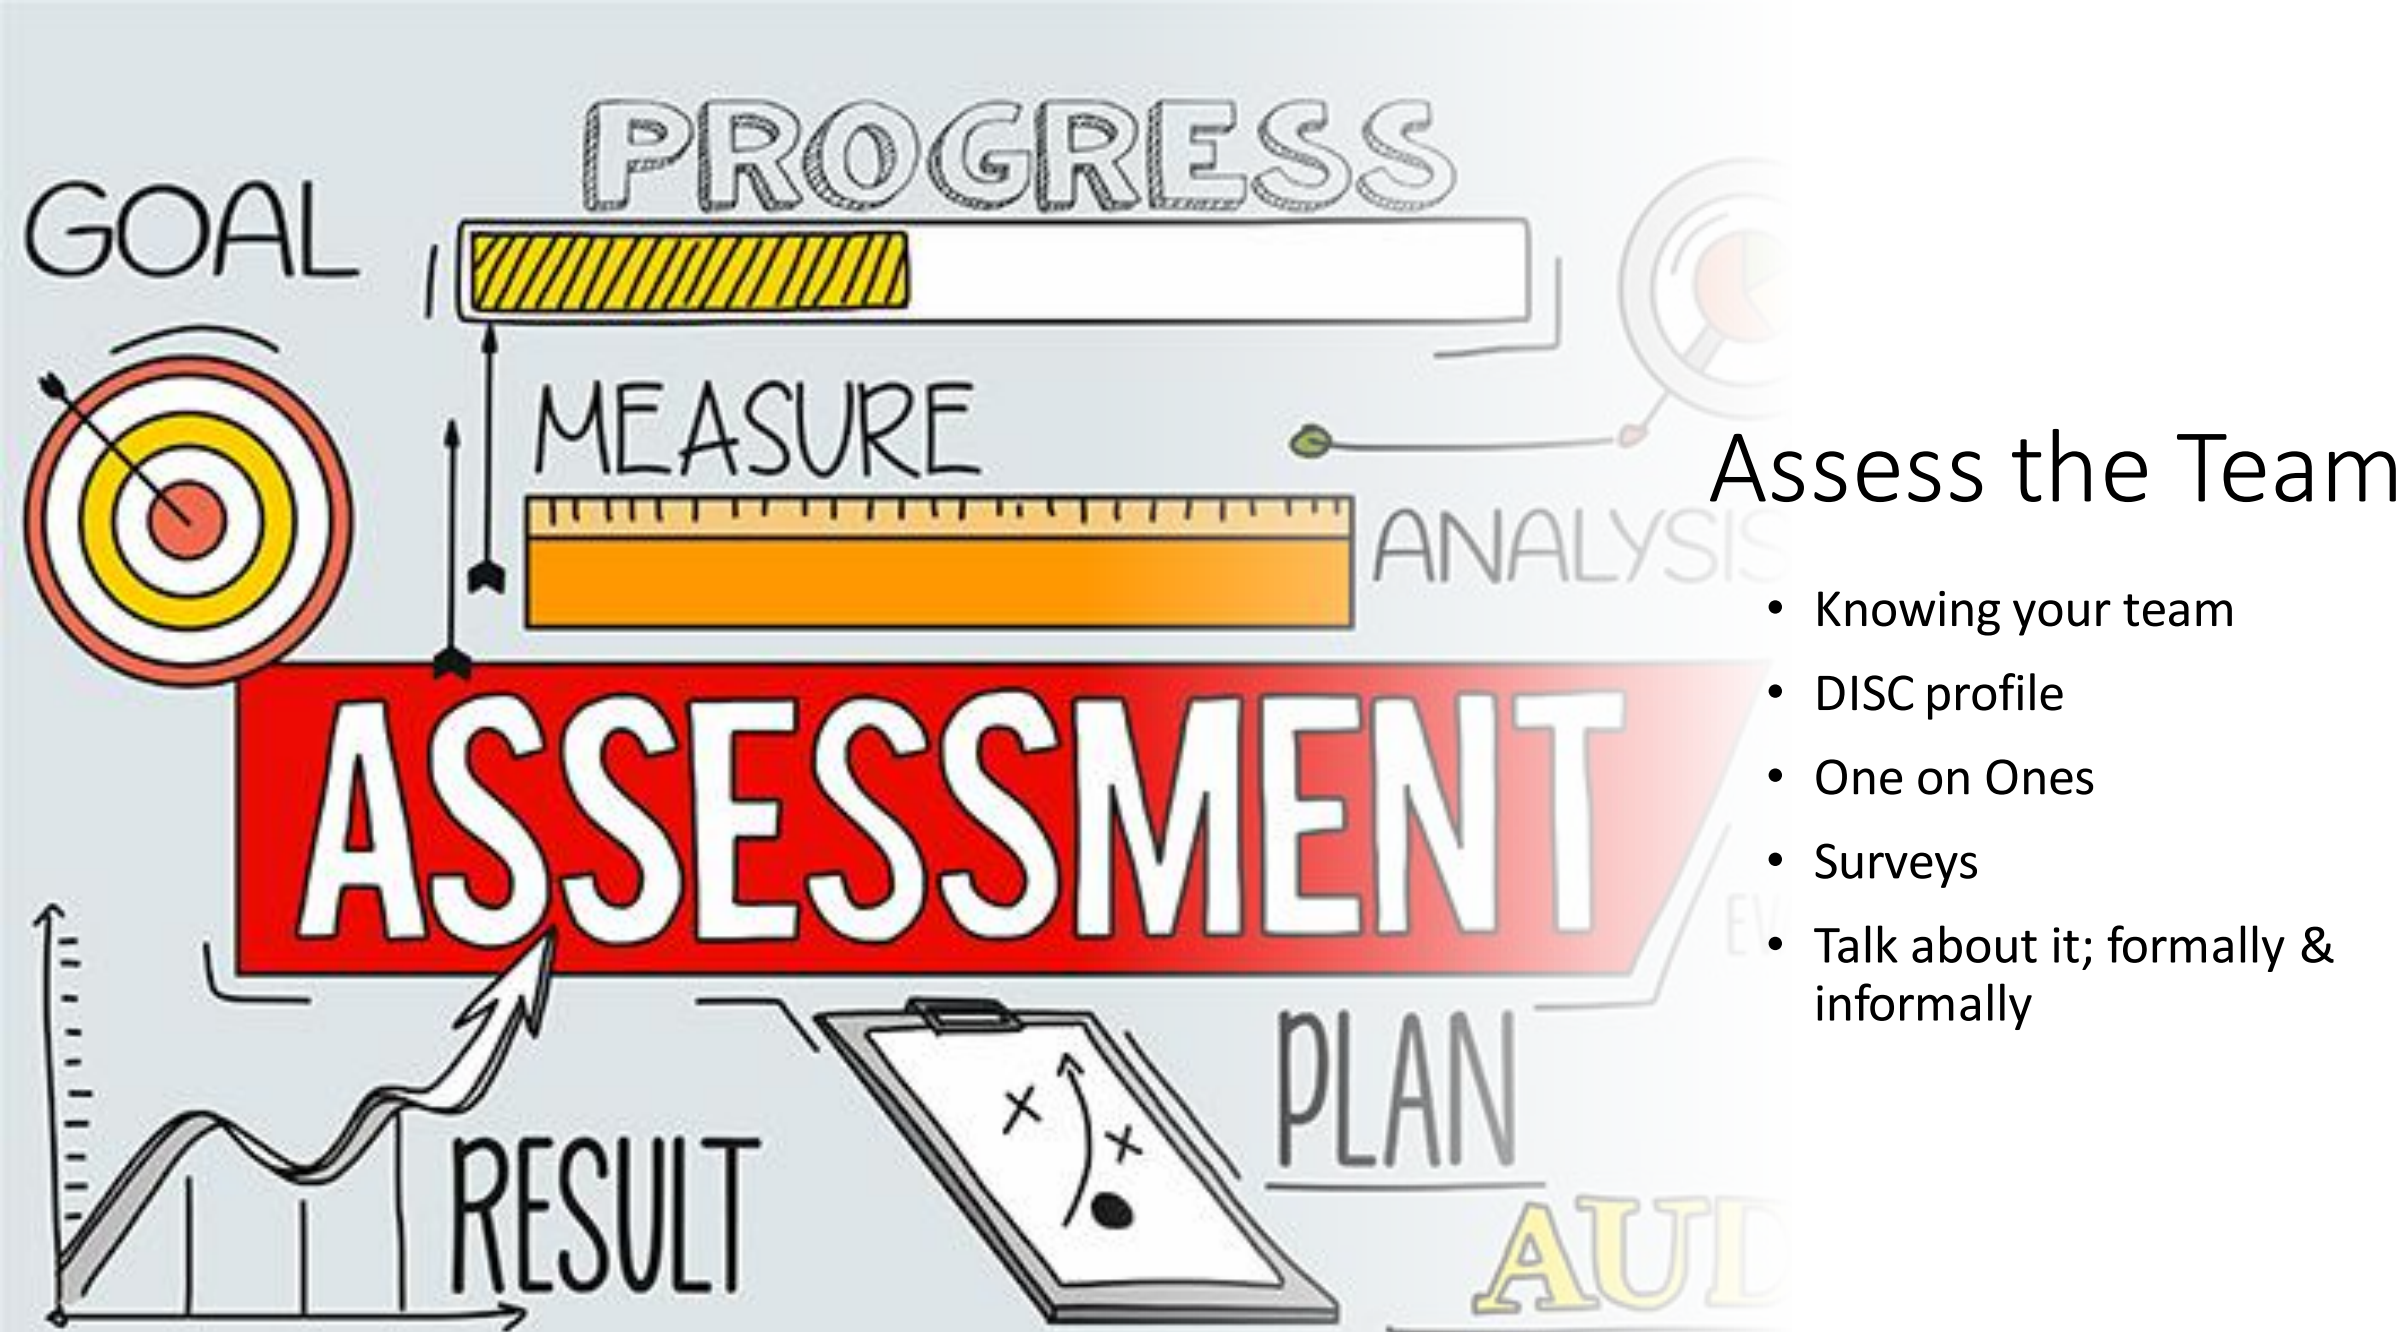 PROGRESS
GOAL
MEASURE
ANALYSIS
ASSESSMENT
PLAN
RESULT
Assess the Team
• Knowing your team
• DISC profile
• One on Ones
• Surveys
• Talk about it; formally &
informally